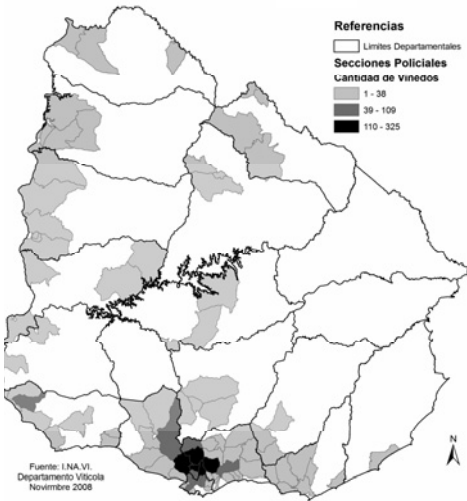 Referencias
Limites Departamentales
Secciones Policiales
Cantidad de Viñedos
1 - 38
39 - 109
110 - 325
N
Fuente: I.NA.VI.
Departamento Viticola
Novirmbre 2008